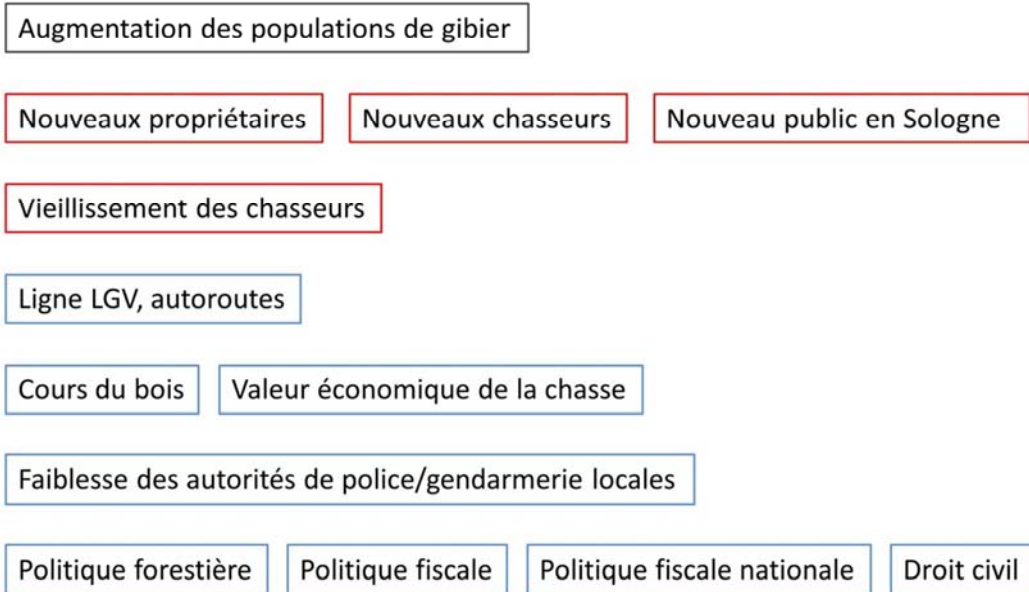 Augmentation des populations de gibier
Nouveaux propriétaires Nouveaux chasseurs Nouveau public en Sologne
Vieillissement des chasseurs
Ligne LGV, autoroutes
Cours du bois Valeur économique de la chasse
Faiblesse des autorités de police/gendarmerie locales
Politique forestière Politique fiscale Politique fiscale nationale Droit civil